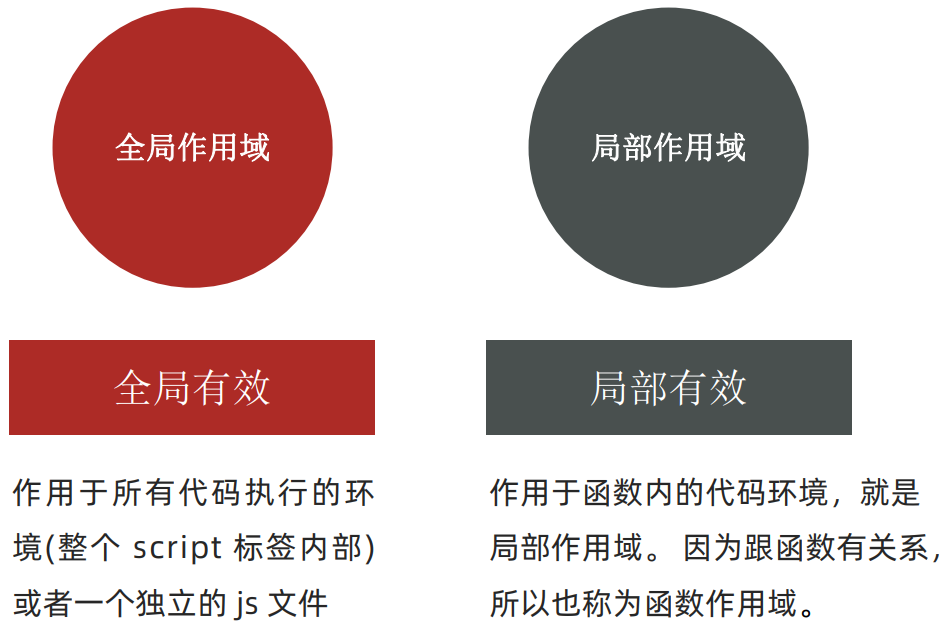 全局作用域
全局有效
作用于所有代码执行的环
境(整个 script 标签内部)
或者一个独立的 js 文件
局部作用域
局部有效
作用于函数内的代码环境，就是
局部作用域。 因为跟函数有关系，
所以也称为函数作用域。